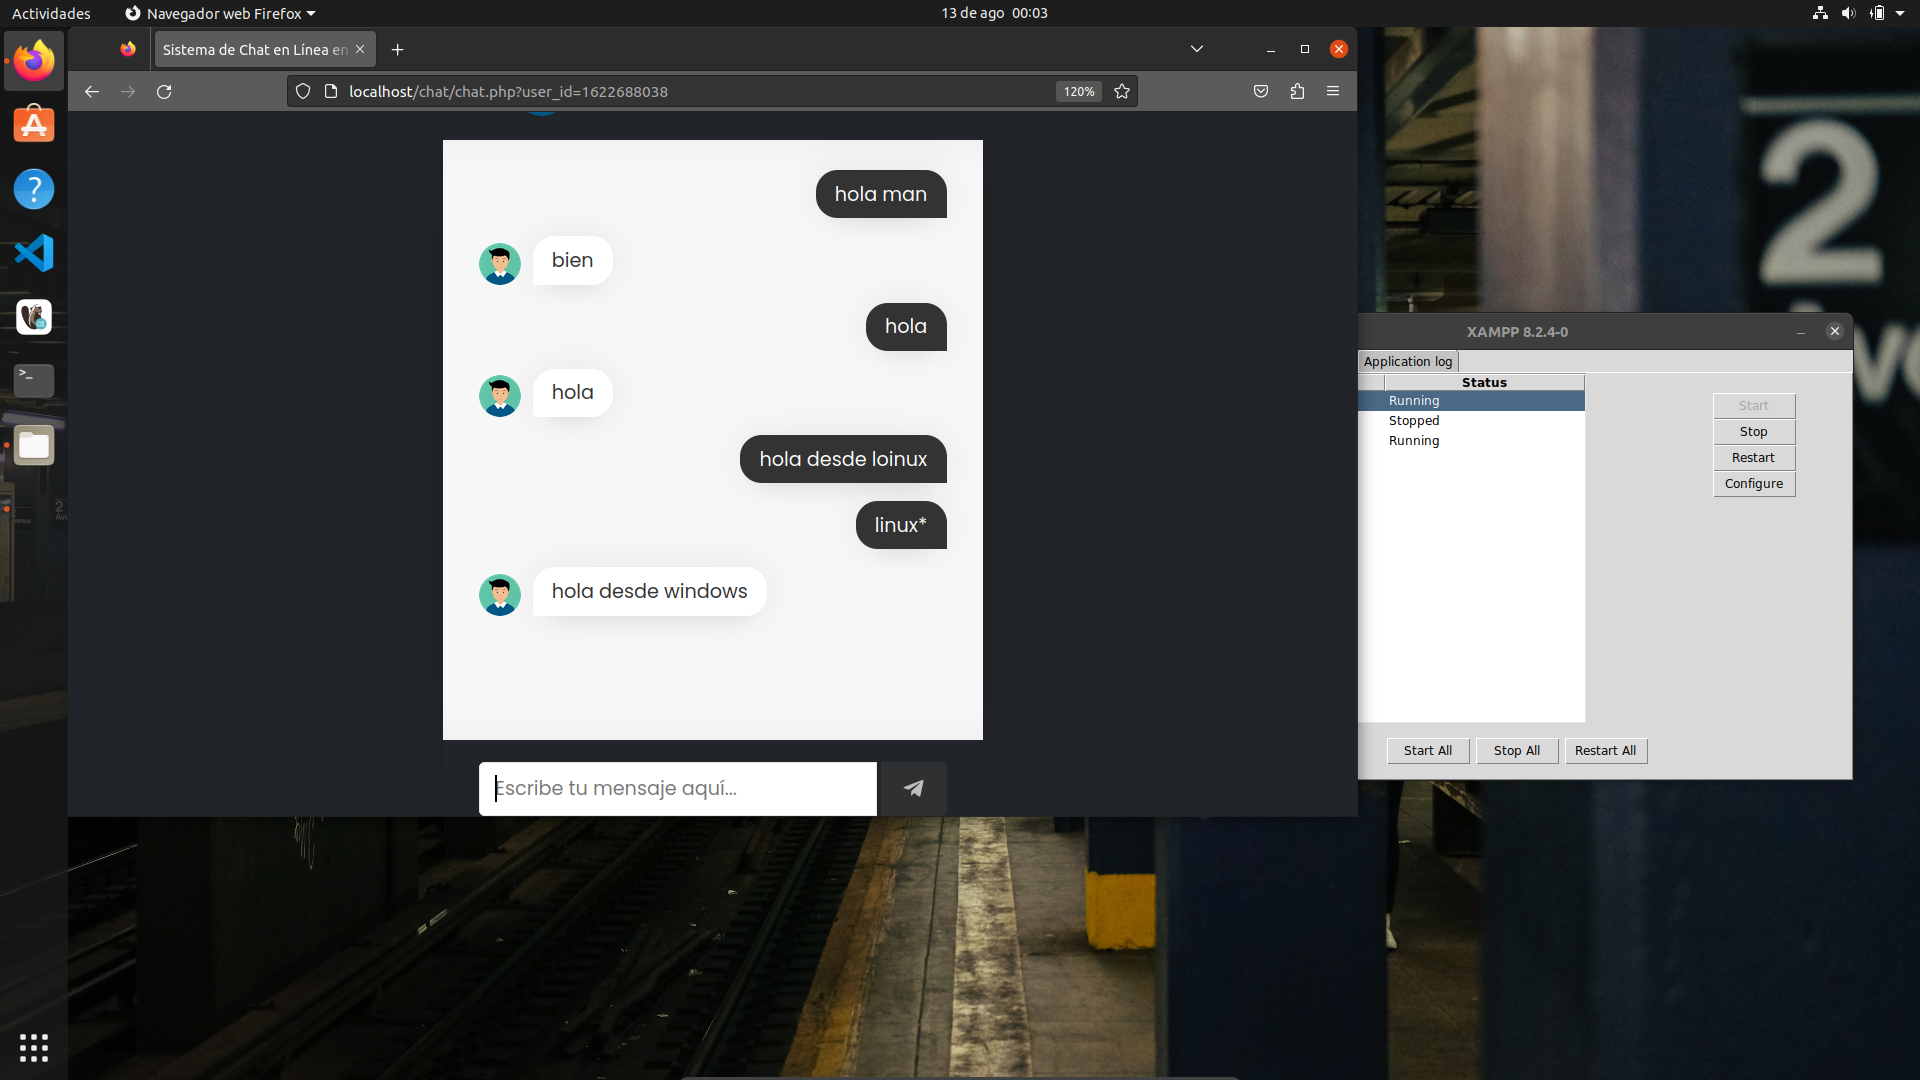 Actividades
Navegador web Firefox
13 de ago 00:03
Sistema de Chat en Línea en
localhost/chat/chat.php?user_id=1622688038
120%
hola man
bien
hola
hola
hola desde loinux
linux*
hola desde windows
Escribe tu mensaje aquí...
XAMPP 8.2.4-0
Application log
Status
Running
Stopped
Running
Start
Stop
Restart
Configure
Start All
Stop All
Restart All
2